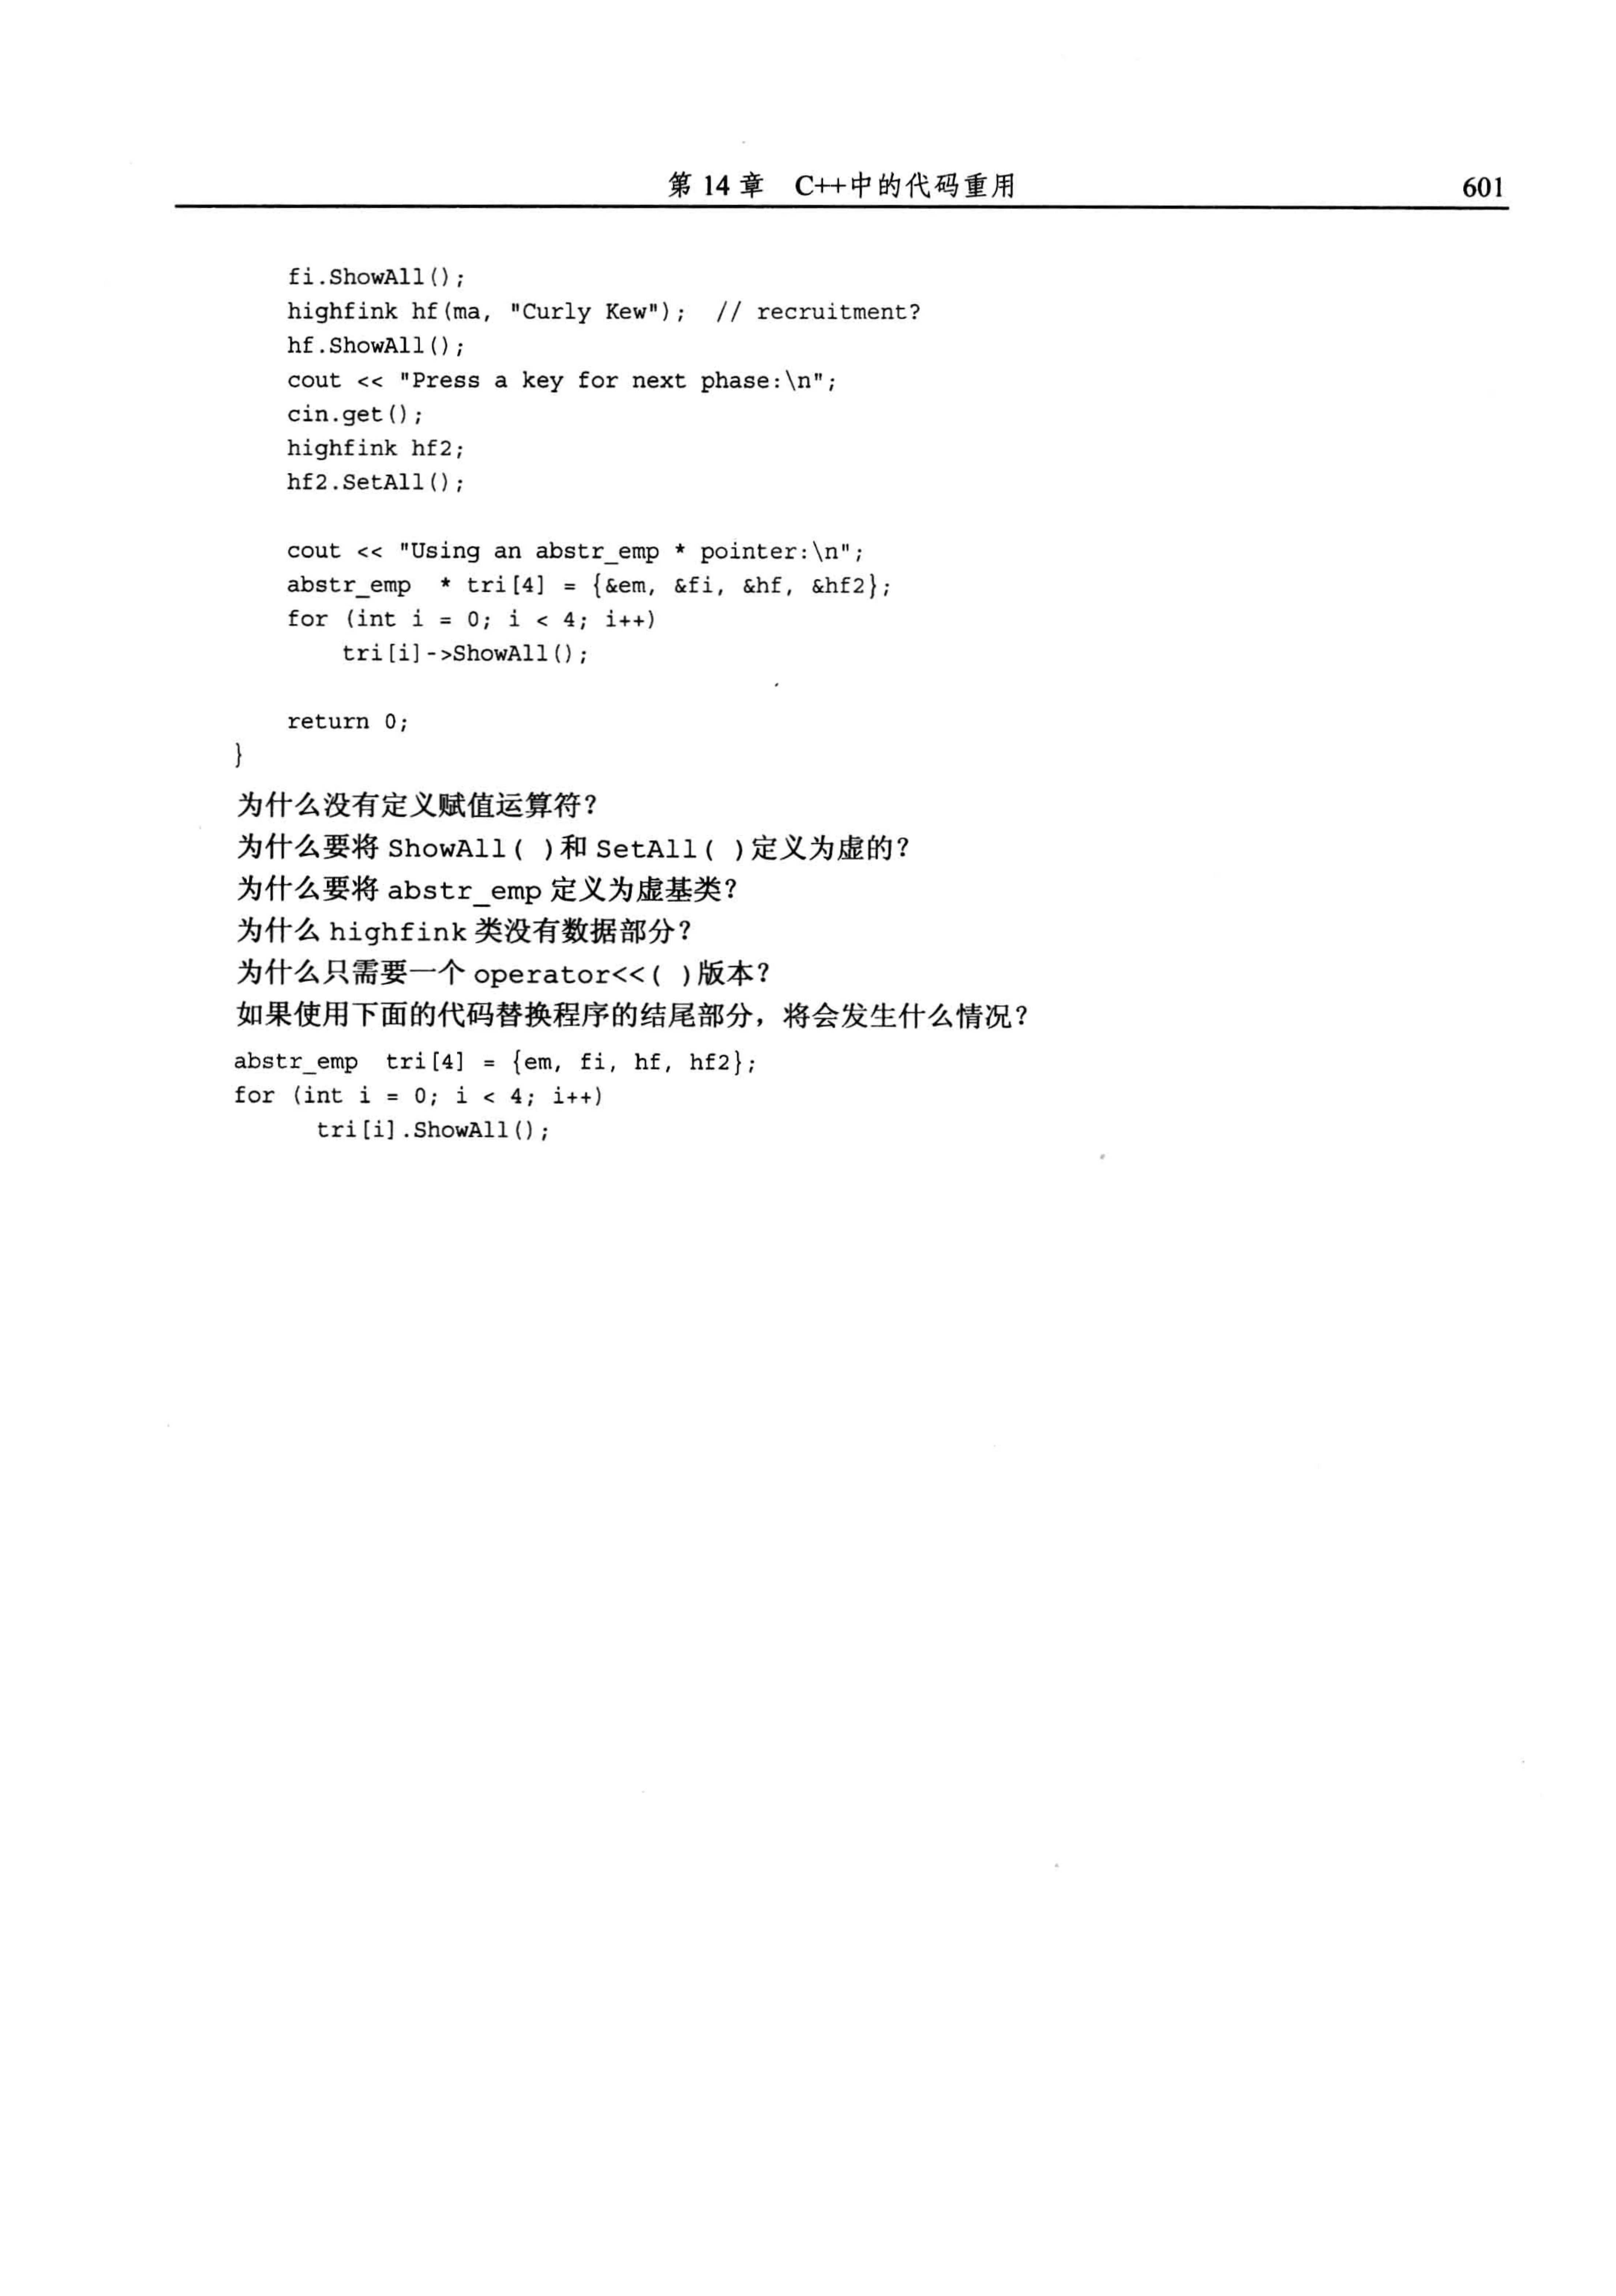 第 14 章 C++中的代码重用 601
fi.ShowAll();
highfink hf(ma, "Curly Kew"); // recruitment?
hf.ShowAll();
cout << "Press a key for next phase:\n";
cin.get();
highfink hf2;
hf2.SetAll();
cout << "Using an abstr_emp * pointer:\n";
abstr_emp * tri[4] = {&em, &fi, &hf, &hf2};
for (int i = 0; i < 4; i++)
tri[i]->ShowAll();
return 0;
}
为什么没有定义赋值运算符?
为什么要将 ShowAll( )和 SetAll( )定义为虚的?
为什么要将 abstr_emp 定义为虚基类?
为什么 highfink 类没有数据部分?
为什么只需要一个 operator<<( )版本?
如果使用下面的代码替换程序的结尾部分，将会发生什么情况?
abstr_emp tri[4] = {em, fi, hf, hf2};
for (int i = 0; i < 4; i++)
tri[i].ShowAll();